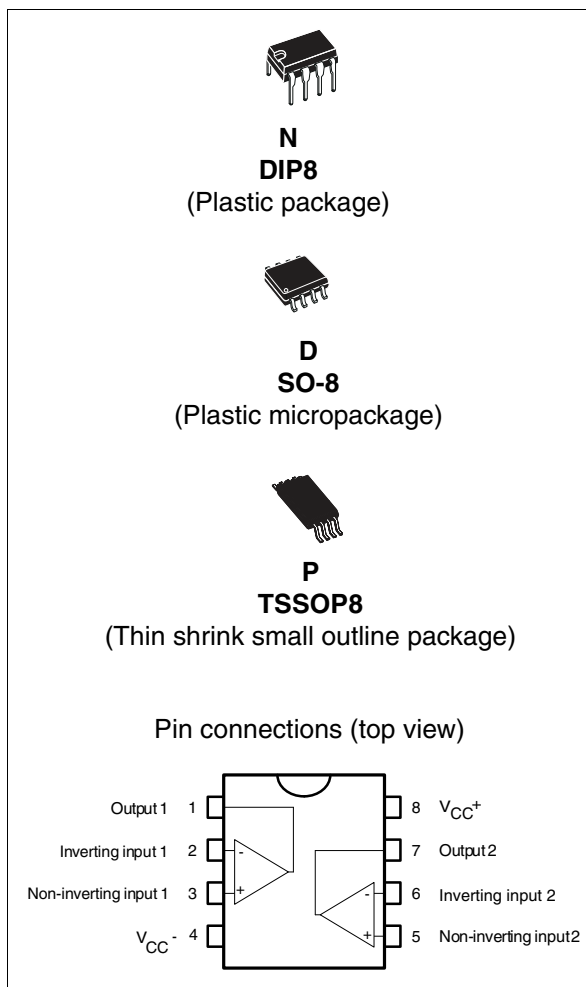 N
DIP8
(Plastic package)
D
SO-8
(Plastic micropackage)
P
TSSOP8
(Thin shrink small outline package)
Pin connections (top view)
Output 1 1 8 VCC+
Inverting input 1 2 - 7 Output 2
Non-inverting input 1 3 + - 6 Inverting input 2
VCC- 4 + 5 Non-inverting input 2